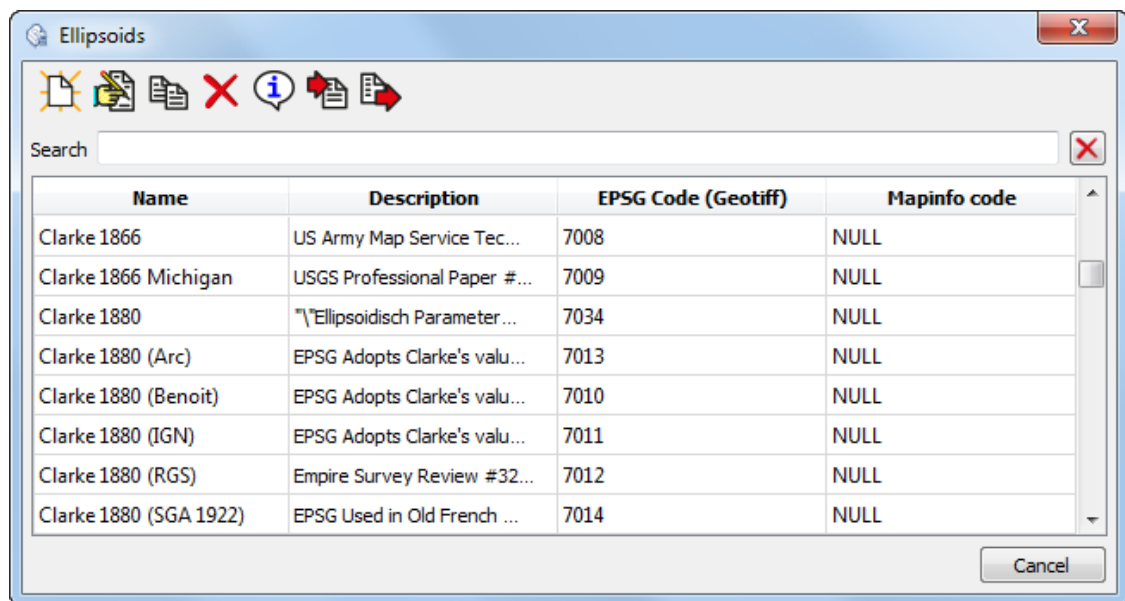 Ellipsoids
Search
Name Description EPSG Code (Geotiff) Mapinfo code
Clarke 1866 US Army Map Service Tec... 7008 NULL
Clarke 1866 Michigan USGS Professional Paper #... 7009 NULL
Clarke 1880 "\"Ellipsoidisch Parameter... 7034 NULL
Clarke 1880 (Arc) EPSG Adopts Clarke's valu... 7013 NULL
Clarke 1880 (Benoit) EPSG Adopts Clarke's valu... 7010 NULL
Clarke 1880 (IGN) EPSG Adopts Clarke's valu... 7011 NULL
Clarke 1880 (RGS) Empire Survey Review #32... 7012 NULL
Clarke 1880 (SGA 1922) EPSG Used in Old French ... 7014 NULL
Cancel